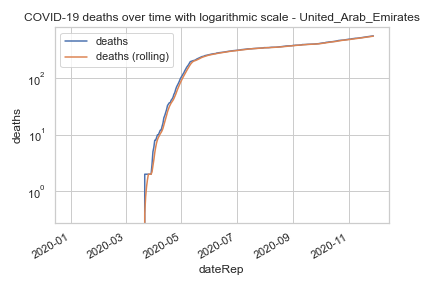 COVID-19 deaths over time with logarithmic scale - United_Arab_Emirates
deaths
deaths (rolling)
10²
10¹
10⁰
deaths
2020-01
2020-03
2020-05
2020-07
2020-09
2020-11
dateRep